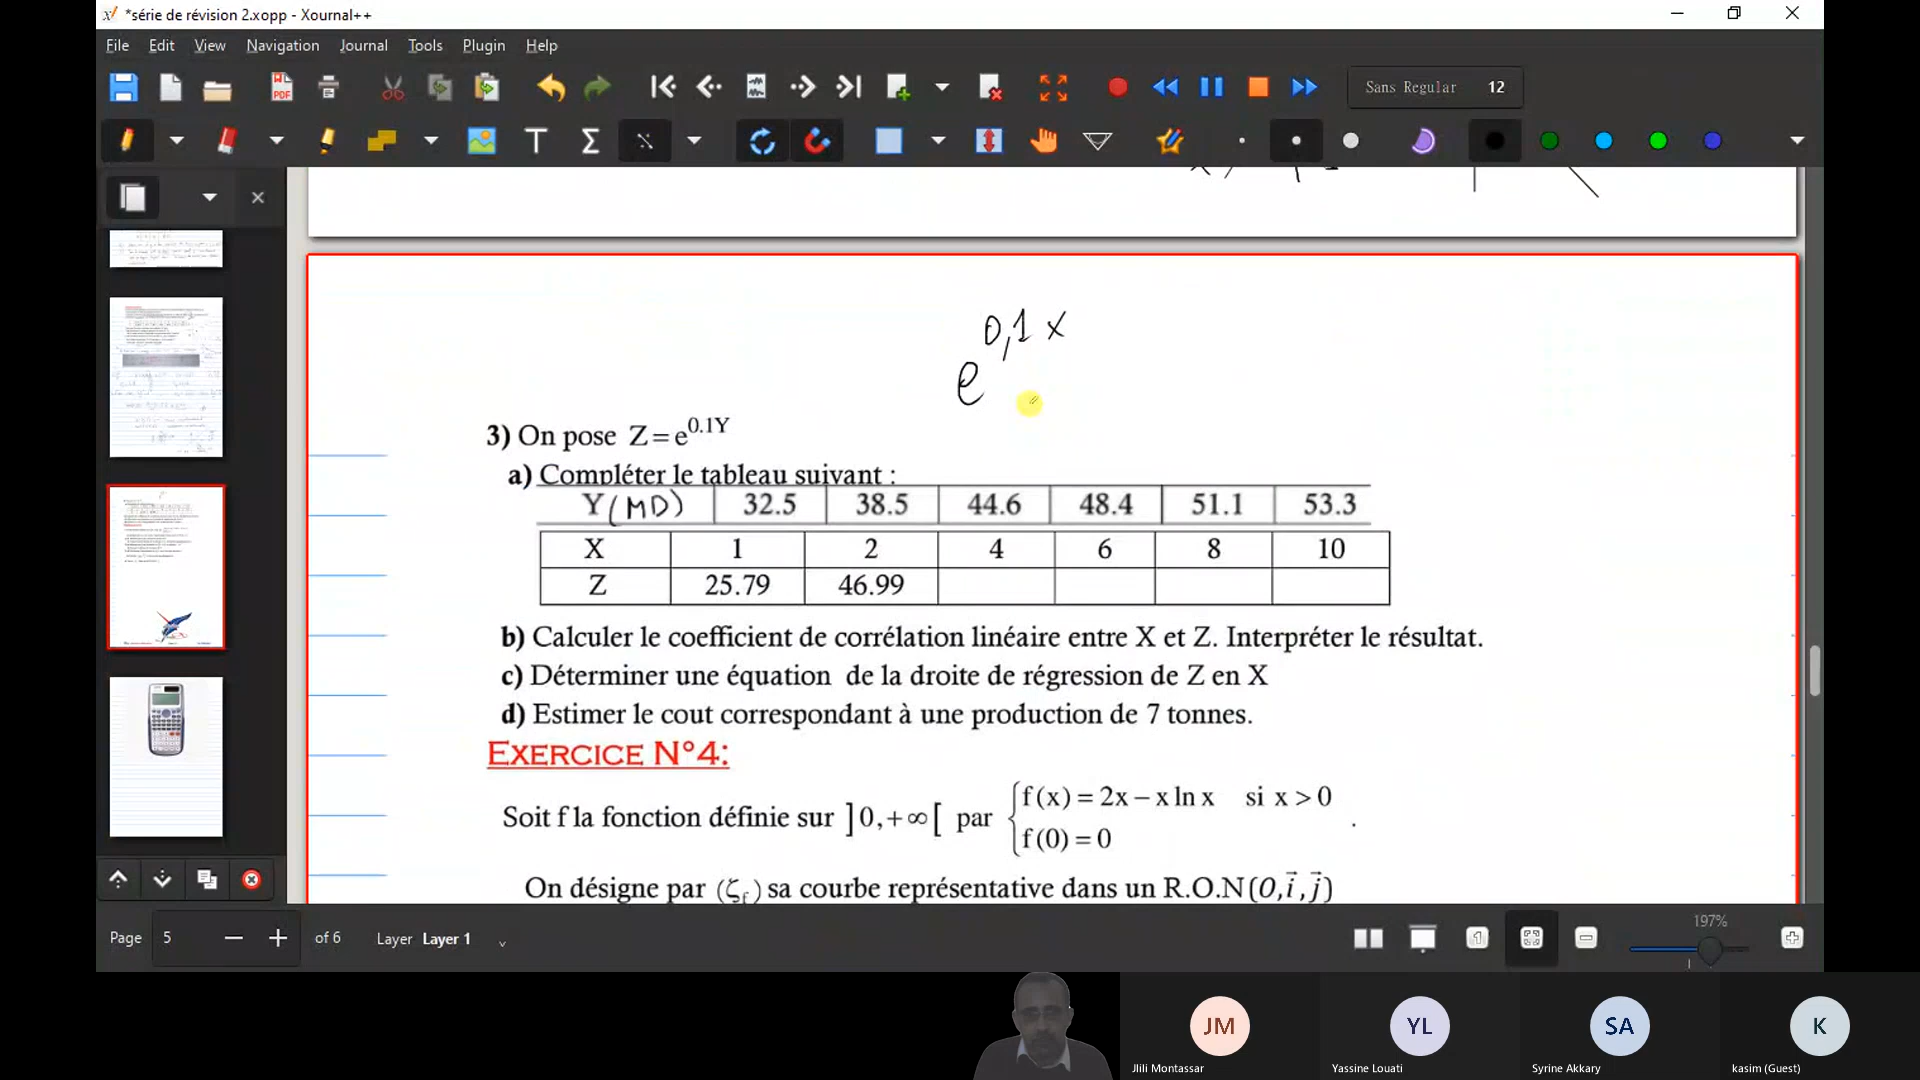 *série de révision 2.xopp - Xournal++
File Edit View Navigation Journal Tools Plugin Help
Sans Regular 12
e^0,1 x
3) On pose Z = e^0.1Y
a) Compléter le tableau suivant :
Y (MD) 32.5 38.5 44.6 48.4 51.1 53.3
X 1 2 4 6 8 10
Z 25.79 46.99
b) Calculer le coefficient de corrélation linéaire entre X et Z. Interpréter le résultat.
c) Déterminer une équation de la droite de régression de Z en X
d) Estimer le cout correspondant à une production de 7 tonnes.
EXERCICE N°4:
Soit f la fonction définie sur ]0,+∞[ par { f(x) = 2x − x ln x si x > 0
f(0) = 0 .
On désigne par (ζf) sa courbe représentative dans un R.O.N(O,i⃗,j⃗)
Page 5 of 6 Layer Layer 1 197%
JM YL SA K
Jlili Montassar Yassine Louati Syrine Akkary kasim (Guest)